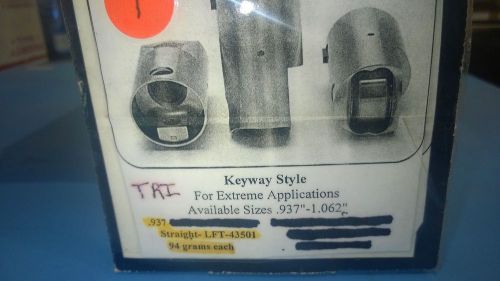 Keyway Style
TRI
For Extreme Applications
Available Sizes .937"-1.062"
.937
Straight- LFT-43501
94 grams each